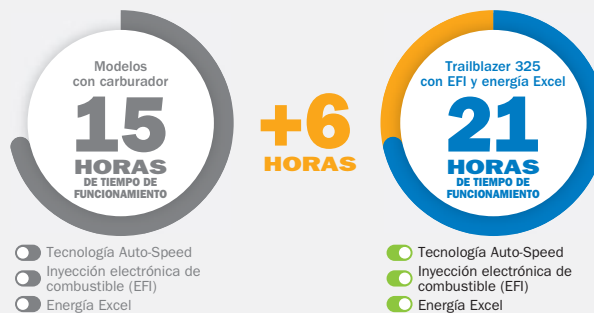 Modelos
con carburador
15
HORAS
DE TIEMPO DE
FUNCIONAMIENTO
+6
HORAS
Trailblazer 325
con EFI y energía Excel
21
HORAS
DE TIEMPO DE
FUNCIONAMIENTO
Tecnología Auto-Speed
Inyección electrónica de
combustible (EFI)
Energía Excel
Tecnología Auto-Speed
Inyección electrónica de
combustible (EFI)
Energía Excel